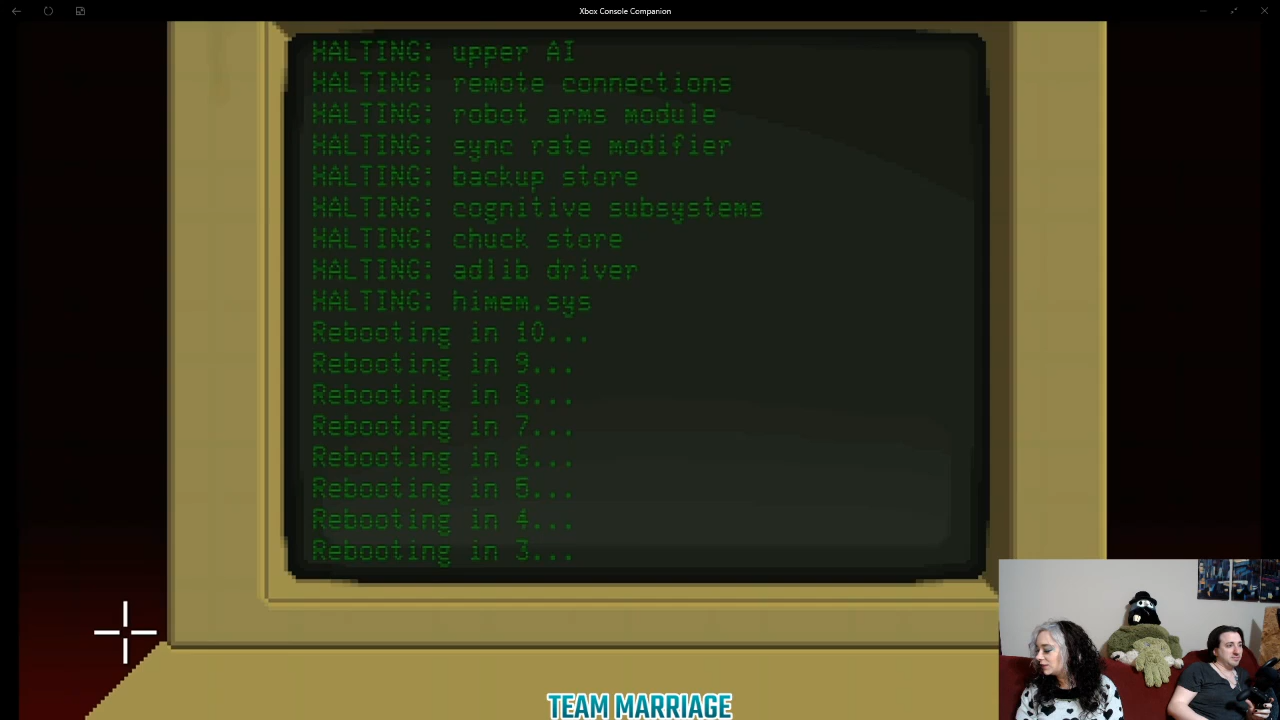 Xbox Console Companion
HALTING: upper AI
HALTING: remote connections
HALTING: robot arms module
HALTING: sync rate modifier
HALTING: backup store
HALTING: cognitive subsystems
HALTING: chuck store
HALTING: adlib driver
HALTING: himem.sys
Rebooting in 10...
Rebooting in 9...
Rebooting in 8...
Rebooting in 7...
Rebooting in 6...
Rebooting in 5...
Rebooting in 4...
Rebooting in 3...
TEAM MARRIAGE